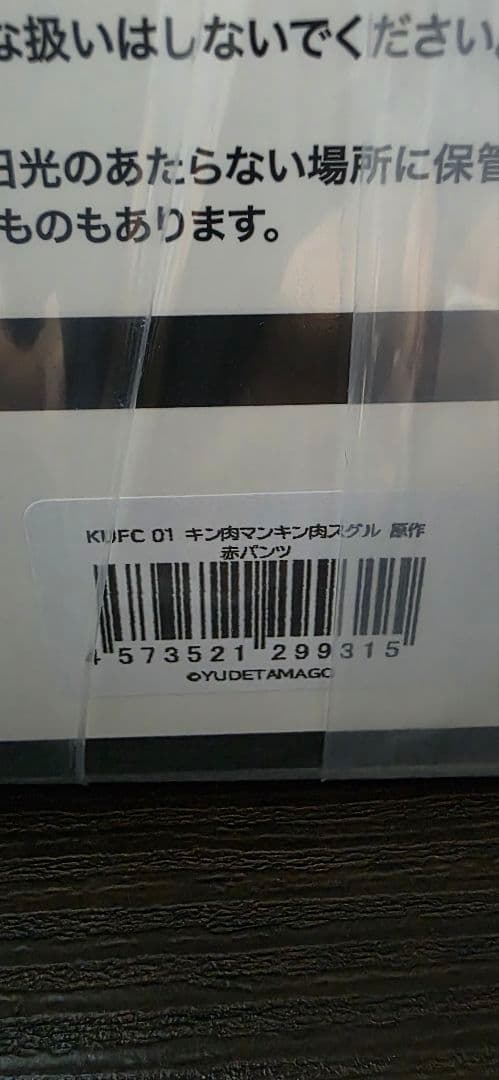 な扱いはしないでください。
日光のあたらない場所に保管
ものもあります。
KUFC 01 キン肉マンキン肉スグル 原作
赤パンツ
4 573521 299315
©YUDETAMAGO